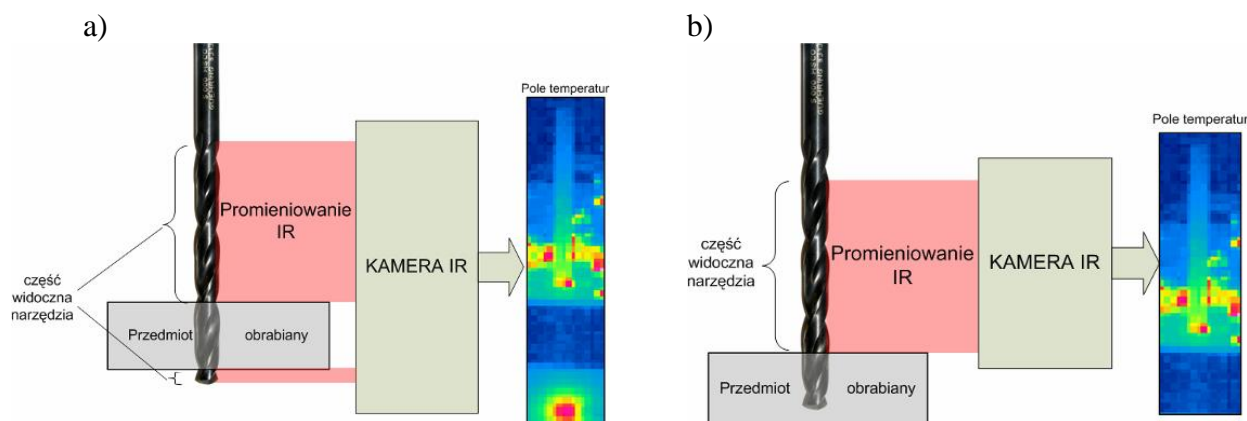 a)
Pole temperatur
Promieniowanie
IR
KAMERA IR
część
widoczna
narzędzia
Przedmiot obrabiany
b)
Pole temperatur
część
widoczna
narzędzia
Promieniowanie
IR
KAMERA IR
Przedmiot obrabiany